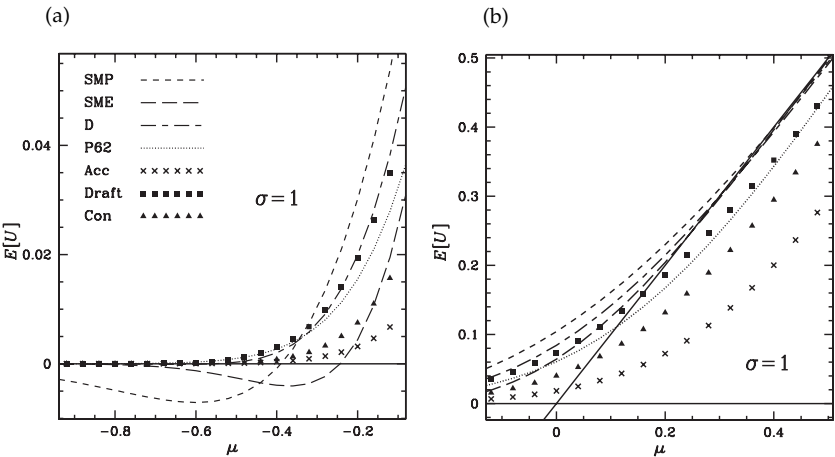 (a)
(b)
SMP
SME
D
P62
Acc
Draft
Con
σ = 1
E[U]
0.04
0.02
0
−0.8
−0.6
−0.4
−0.2
μ
0.5
0.4
0.3
0.2
0.1
0
E[U]
σ = 1
0
0.2
0.4
μ